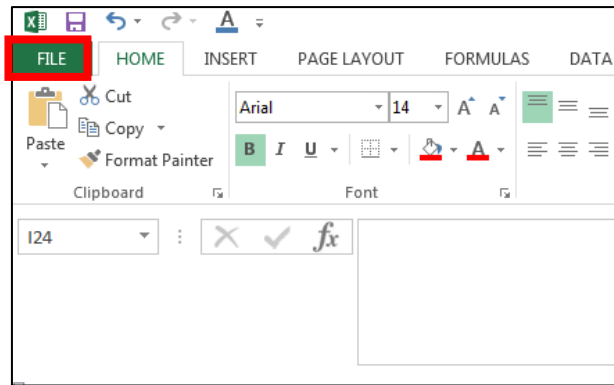 FILE HOME INSERT PAGE LAYOUT FORMULAS DATA
Cut
Copy
Format Painter
Paste
Clipboard
Arial 14 A A
B I U A
Font
I24 fx